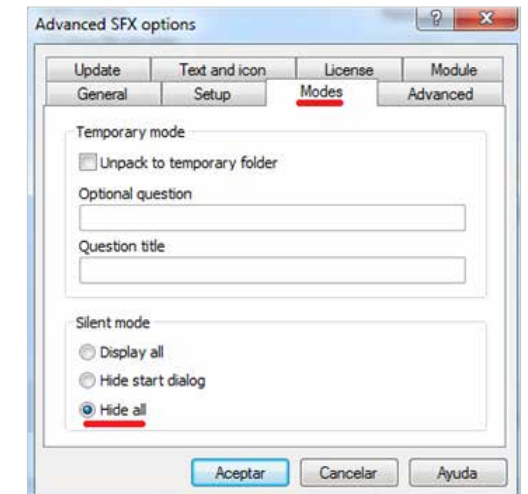 Advanced SFX options
Update Text and icon License Module
General Setup Modes Advanced
Temporary mode
Unpack to temporary folder
Optional question
Question title
Silent mode
Display all
Hide start dialog
Hide all
Aceptar Cancelar Ayuda